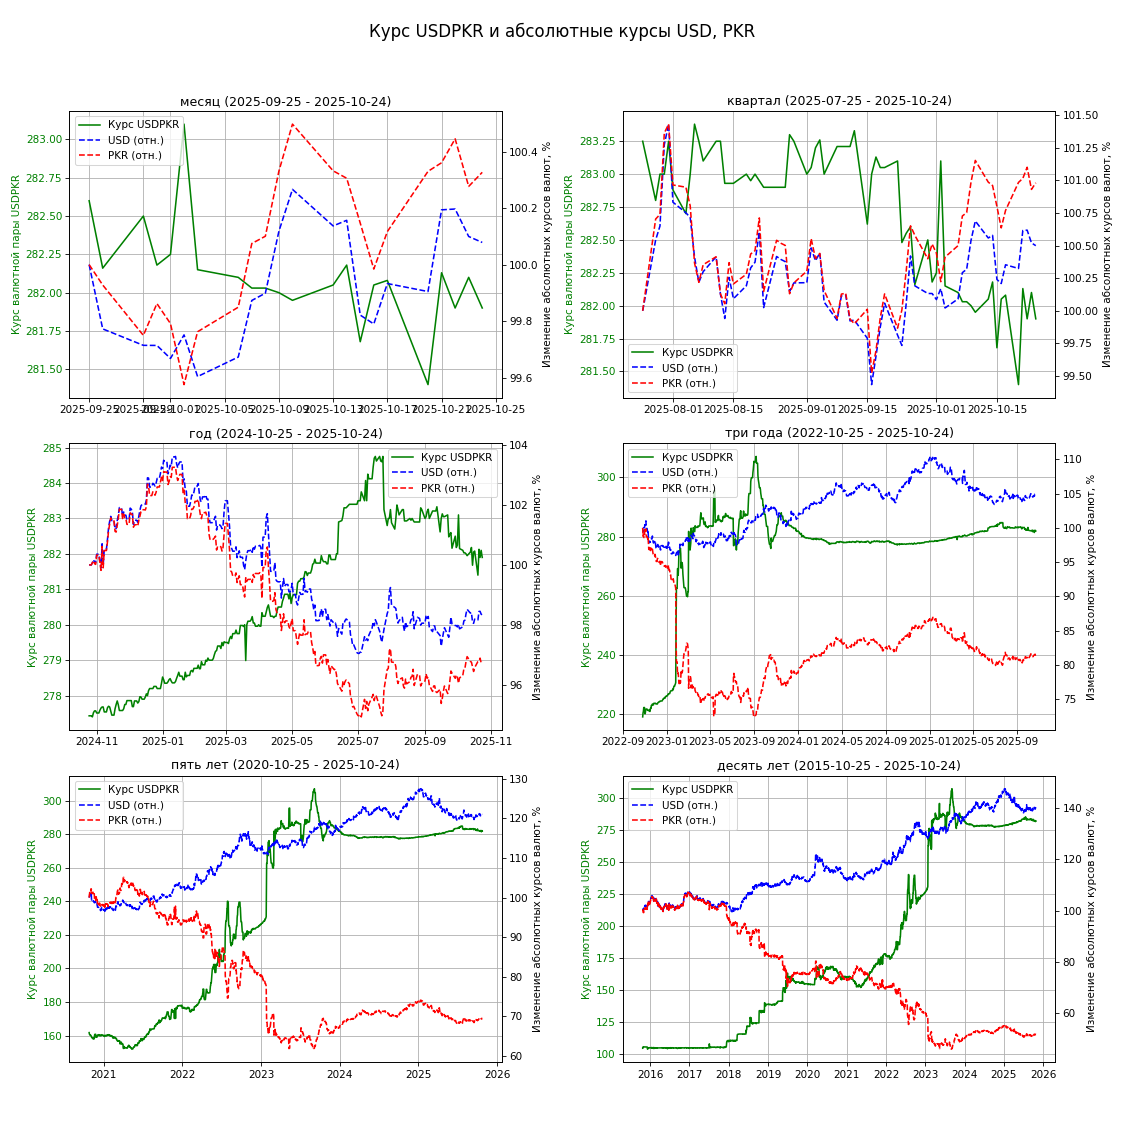 Курс USDPKR и абсолютные курсы USD, PKR
месяц (2025-09-25 - 2025-10-24)
Курс USDPKR
USD (отн.)
PKR (отн.)
Курс валютной пары USDPKR
283.00
282.75
282.50
282.25
282.00
281.75
281.50
100.4
100.2
100.0
99.8
99.6
Изменение абсолютных курсов валют, %
2025-09-25 2025-09-29 2025-10-01 2025-10-05 2025-10-09 2025-10-13 2025-10-17 2025-10-21 2025-10-25
квартал (2025-07-25 - 2025-10-24)
Курс USDPKR
USD (отн.)
PKR (отн.)
Курс валютной пары USDPKR
283.25
283.00
282.75
282.50
282.25
282.00
281.75
281.50
101.50
101.25
101.00
100.75
100.50
100.25
100.00
99.75
99.50
Изменение абсолютных курсов валют, %
2025-08-01 2025-08-15 2025-09-01 2025-09-15 2025-10-01 2025-10-15
год (2024-10-25 - 2025-10-24)
Курс USDPKR
USD (отн.)
PKR (отн.)
Курс валютной пары USDPKR
285
284
283
282
281
280
279
278
104
102
100
98
96
Изменение абсолютных курсов валют, %
2024-11 2025-01 2025-03 2025-05 2025-07 2025-09 2025-11
три года (2022-10-25 - 2025-10-24)
Курс USDPKR
USD (отн.)
PKR (отн.)
Курс валютной пары USDPKR
300
280
260
240
220
110
105
100
95
90
85
80
75
Изменение абсолютных курсов валют, %
2022-09 2023-01 2023-05 2023-09 2024-01 2024-05 2024-09 2025-01 2025-05 2025-09
пять лет (2020-10-25 - 2025-10-24)
Курс USDPKR
USD (отн.)
PKR (отн.)
Курс валютной пары USDPKR
300
280
260
240
220
200
180
160
130
120
110
100
90
80
70
60
Изменение абсолютных курсов валют, %
2021 2022 2023 2024 2025 2026
десять лет (2015-10-25 - 2025-10-24)
Курс USDPKR
USD (отн.)
PKR (отн.)
Курс валютной пары USDPKR
300
275
250
225
200
175
150
125
100
140
120
100
80
60
Изменение абсолютных курсов валют, %
2016 2017 2018 2019 2020 2021 2022 2023 2024 2025 2026